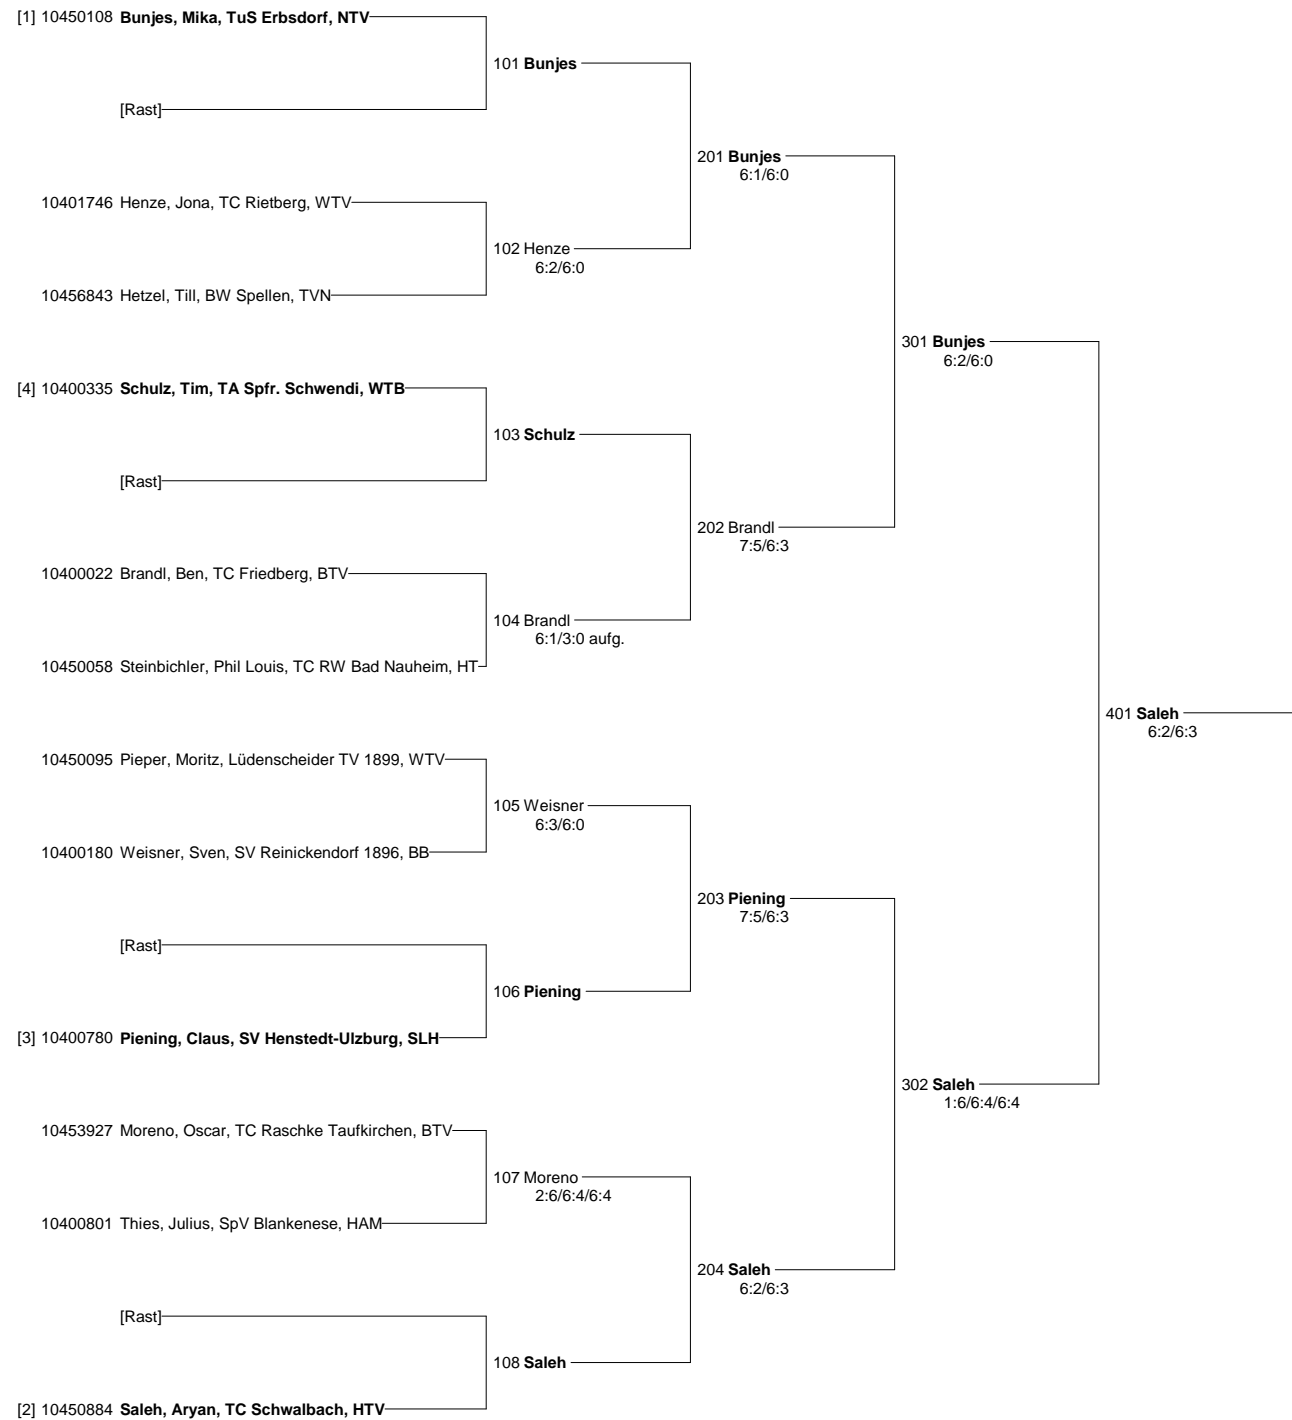 [1] 10450108 Bunjes, Mika, TuS Erbsdorf, NTV
101 Bunjes
[Rast]
201 Bunjes
6:1/6:0
10401746 Henze, Jona, TC Rietberg, WTV
102 Henze
6:2/6:0
10456843 Hetzel, Till, BW Spellen, TVN
301 Bunjes
6:2/6:0
[4] 10400335 Schulz, Tim, TA Spfr. Schwendi, WTB
103 Schulz
[Rast]
202 Brandl
7:5/6:3
10400022 Brandl, Ben, TC Friedberg, BTV
104 Brandl
6:1/3:0 aufg.
10450058 Steinbichler, Phil Louis, TC RW Bad Nauheim, HT
401 Saleh
6:2/6:3
10450095 Pieper, Moritz, Lüdenscheider TV 1899, WTV
105 Weisner
6:3/6:0
10400180 Weisner, Sven, SV Reinickendorf 1896, BB
203 Piening
7:5/6:3
[Rast]
106 Piening
[3] 10400780 Piening, Claus, SV Henstedt-Ulzburg, SLH
302 Saleh
1:6/6:4/6:4
10453927 Moreno, Oscar, TC Raschke Taufkirchen, BTV
107 Moreno
2:6/6:4/6:4
10400801 Thies, Julius, SpV Blankenese, HAM
204 Saleh
6:2/6:3
[Rast]
108 Saleh
[2] 10450884 Saleh, Aryan, TC Schwalbach, HTV